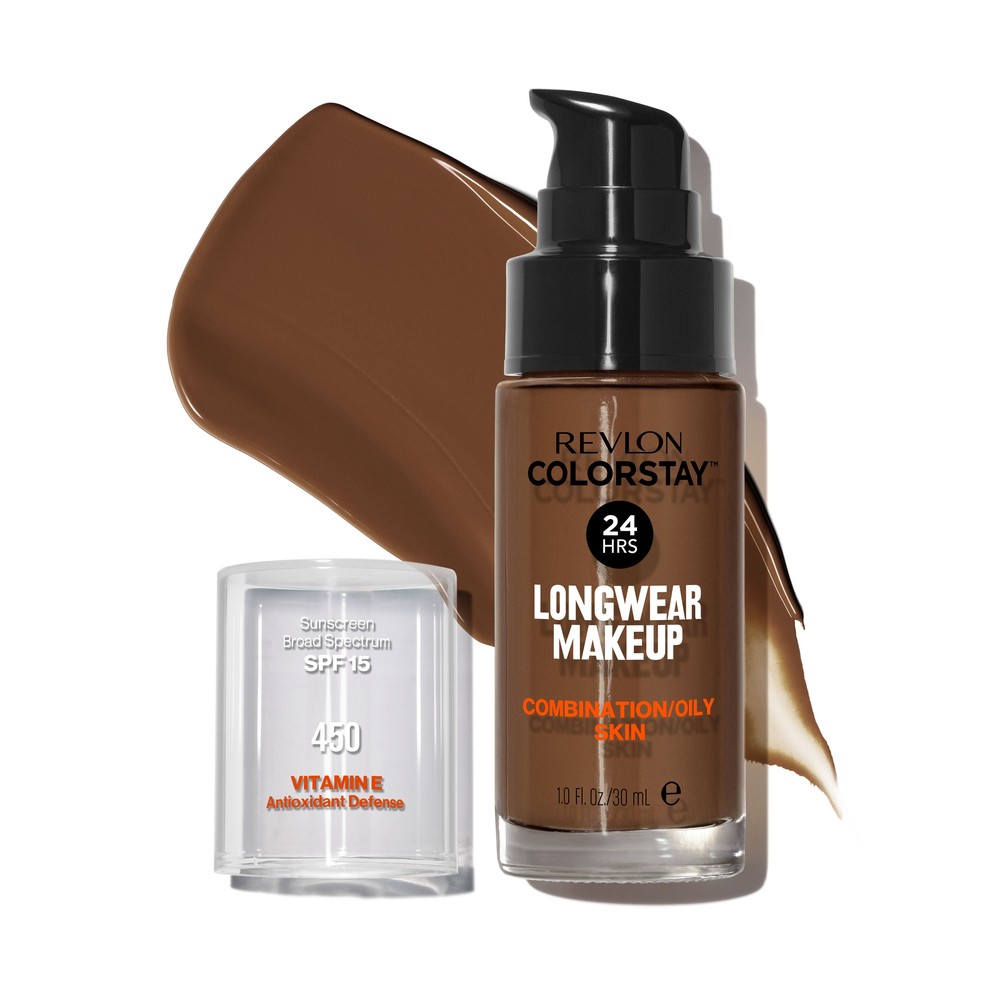 REVLON
COLORSTAY™
24
HRS
LONGWEAR
MAKEUP
COMBINATION/OILY
SKIN
1.0 Fl. Oz./30 mL ℮
Sunscreen
Broad Spectrum
SPF 15
450
VITAMIN E
Antioxidant Defense